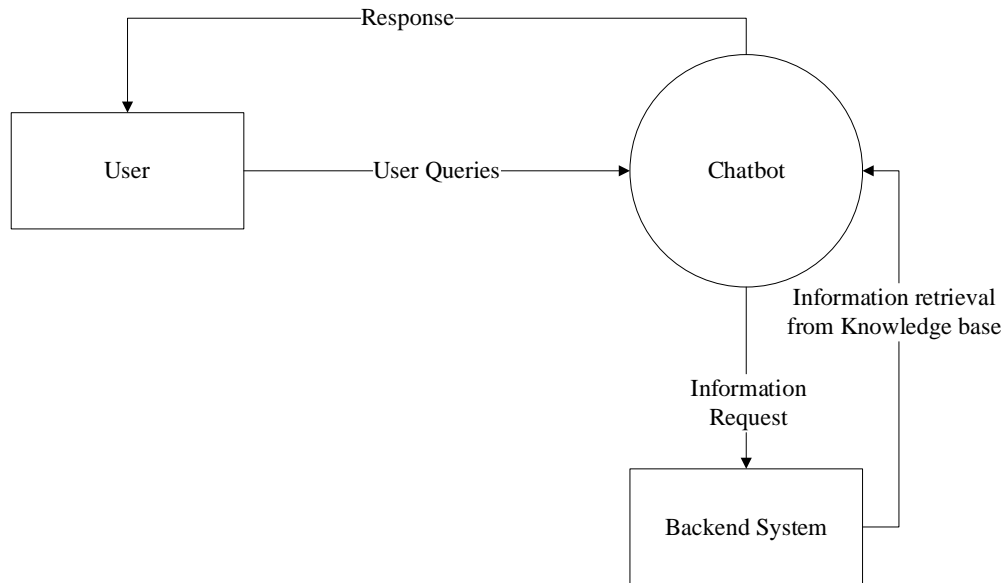 Response
User
User Queries
Chatbot
Information retrieval
from Knowledge base
Information
Request
Backend System